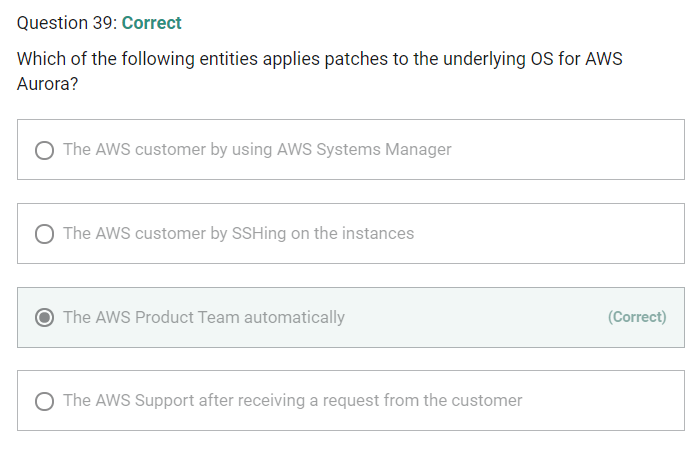 Question 39: Correct
Which of the following entities applies patches to the underlying OS for AWS
Aurora?
The AWS customer by using AWS Systems Manager
The AWS customer by SSHing on the instances
The AWS Product Team automatically (Correct)
The AWS Support after receiving a request from the customer